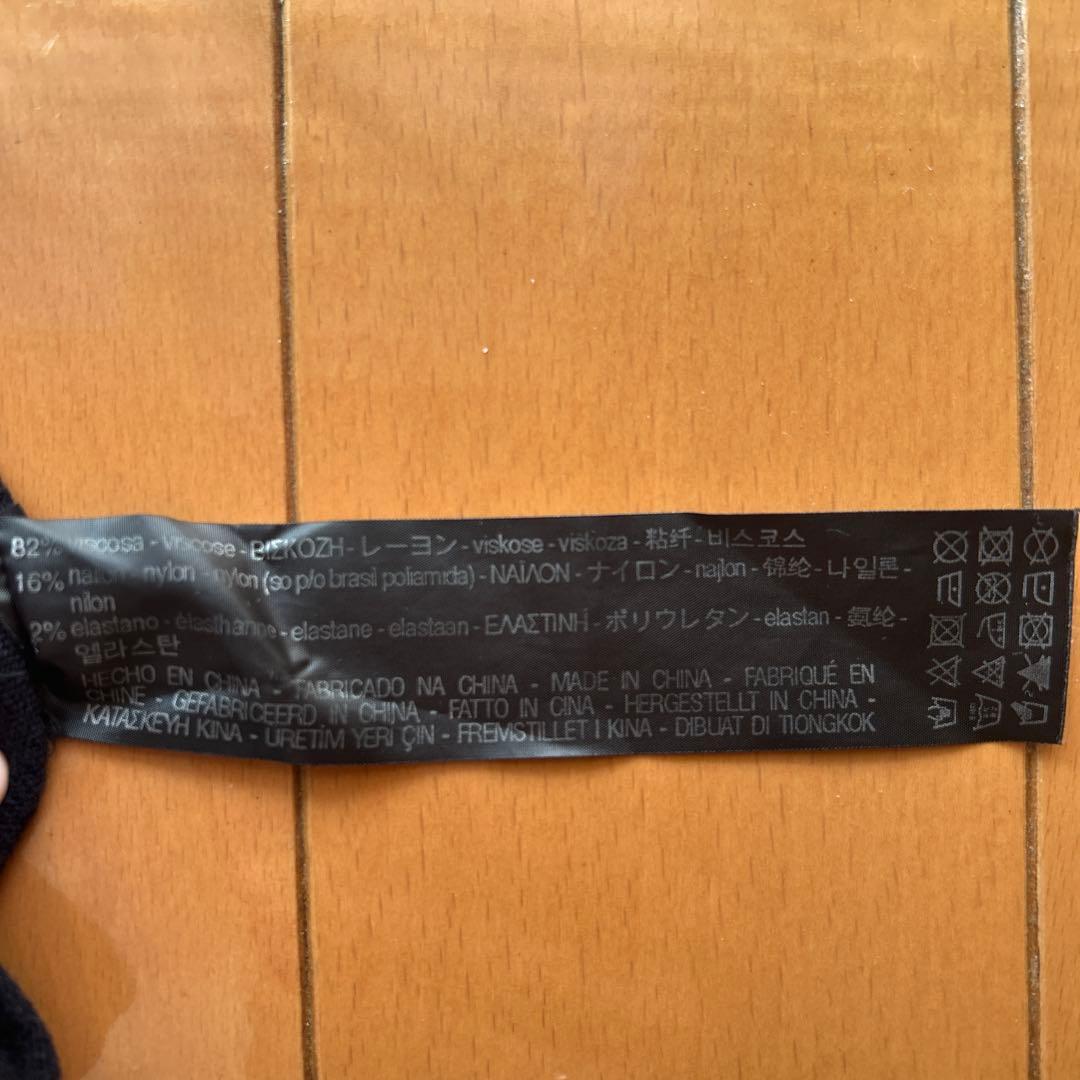 82% viscosa - viscose - ΒΙΣΚΟΖΗ - レーヨン - viskose - viskoza - 粘纤 - 비스코스
16% nailon - nylon - nylon (so p/o brasil poliamida) - ΝΑΪΛΟΝ - ナイロン - najlon - 锦纶 - 나일론 -
nilon
2% elastano - élasthanne - elastane - elastaan - ΕΛΑΣΤΙΝΗ - ポリウレタン - elastan - 氨纶 -
엘라스탄
HECHO EN CHINA - FABRICADO NA CHINA - MADE IN CHINA - FABRIQUÉ EN
CHINE - GEFABRICEERD IN CHINA - FATTO IN CINA - HERGESTELLT IN CHINA -
ΚΑΤΑΣΚΕΥΗ ΚΙΝΑ - ÜRETİM YERİ ÇİN - FREMSTILLET I KINA - DIBUAT DI TIONGKOK